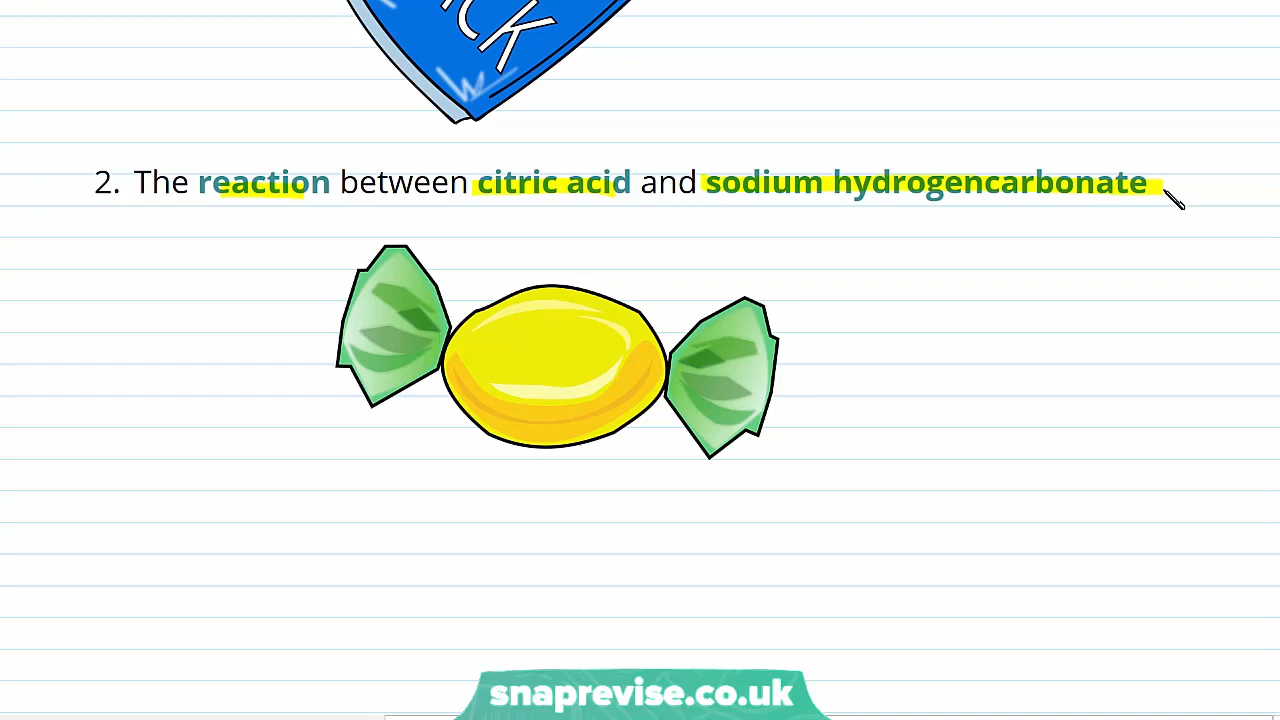 2. The reaction between citric acid and sodium hydrogencarbonate
snaprevise.co.uk